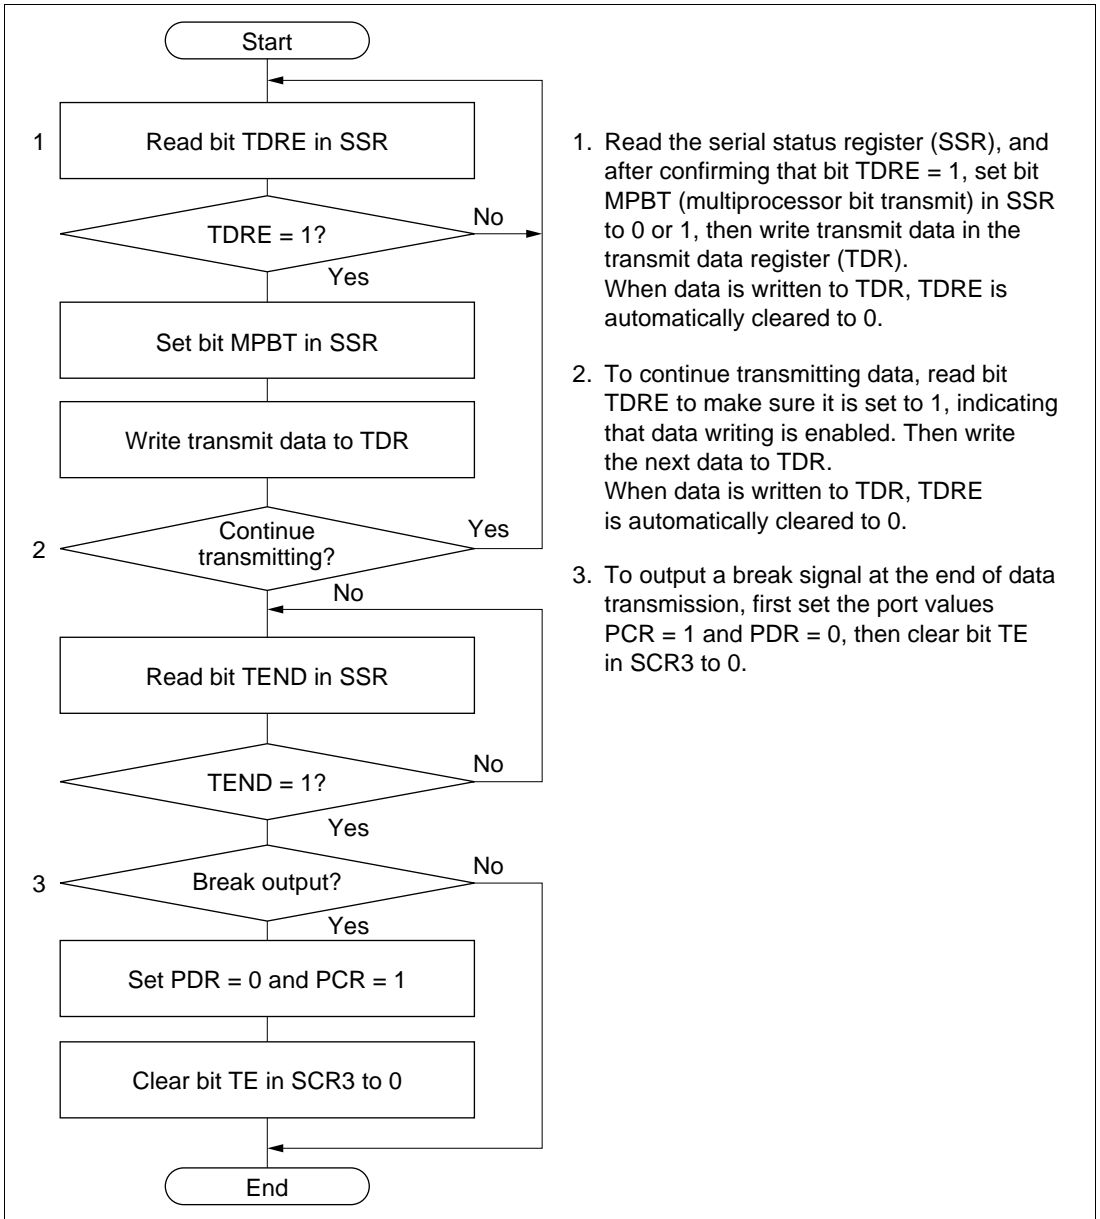 Start
1
Read bit TDRE in SSR
TDRE = 1?
No
Yes
Set bit MPBT in SSR
Write transmit data to TDR
2
Continue
transmitting?
Yes
No
Read bit TEND in SSR
TEND = 1?
No
Yes
3
Break output?
No
Yes
Set PDR = 0 and PCR = 1
Clear bit TE in SCR3 to 0
End
1. Read the serial status register (SSR), and
after confirming that bit TDRE = 1, set bit
MPBT (multiprocessor bit transmit) in SSR
to 0 or 1, then write transmit data in the
transmit data register (TDR).
When data is written to TDR, TDRE is
automatically cleared to 0.
2. To continue transmitting data, read bit
TDRE to make sure it is set to 1, indicating
that data writing is enabled. Then write
the next data to TDR.
When data is written to TDR, TDRE
is automatically cleared to 0.
3. To output a break signal at the end of data
transmission, first set the port values
PCR = 1 and PDR = 0, then clear bit TE
in SCR3 to 0.